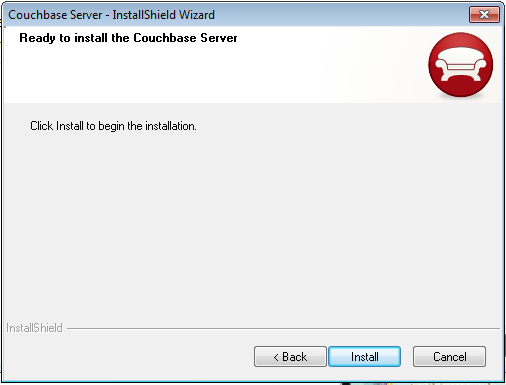 Couchbase Server - InstallShield Wizard
Ready to install the Couchbase Server
Click Install to begin the installation.
InstallShield
< Back
Install
Cancel